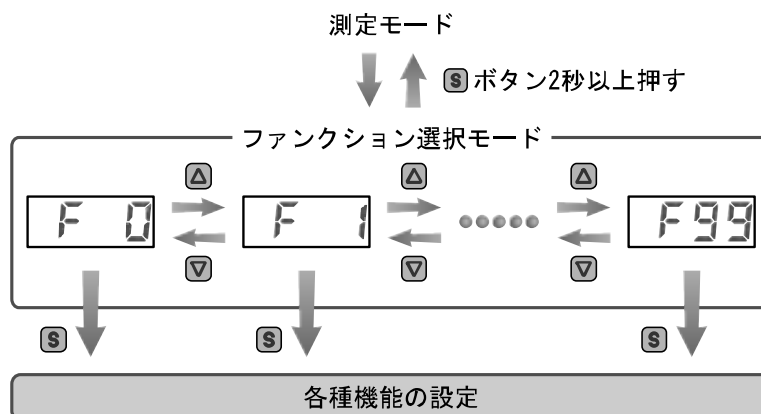 測定モード
S ボタン2秒以上押す
ファンクション選択モード
F 0 F 1 F99
S S S
各種機能の設定